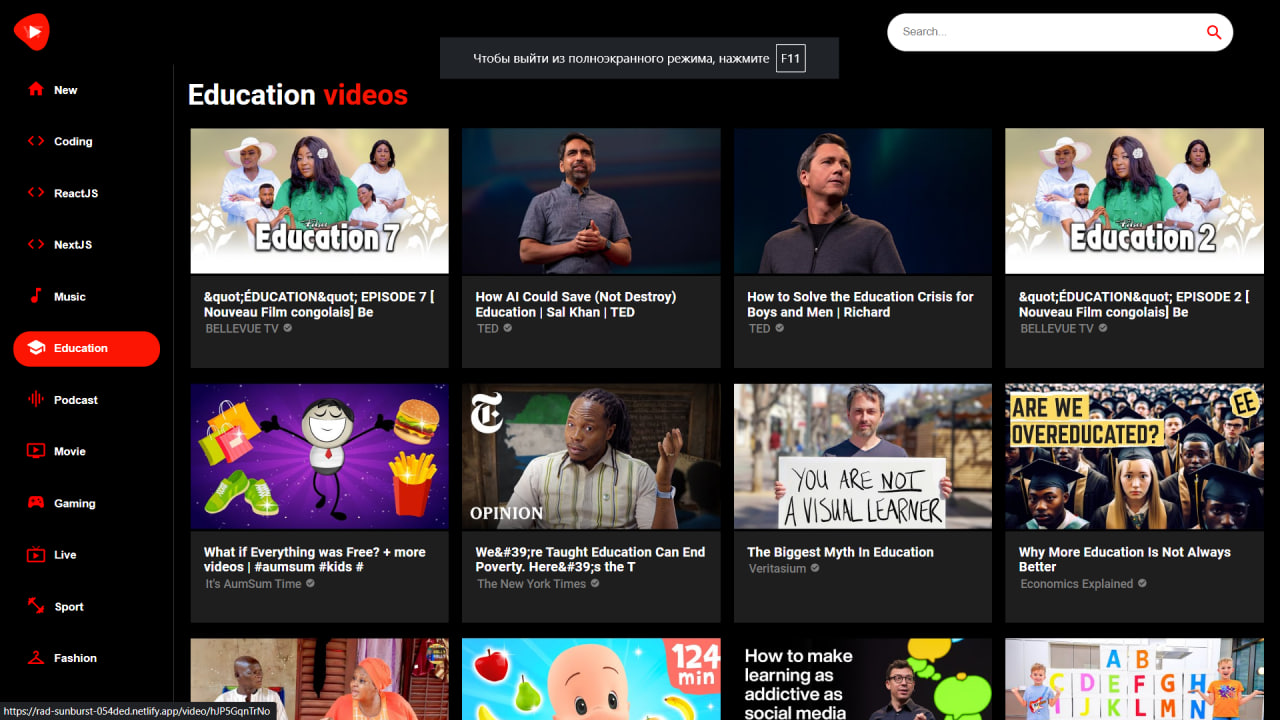 Search...
Чтобы выйти из полноэкранного режима, нажмите F11
New
Coding
ReactJS
NextJS
Music
Education
Podcast
Movie
Gaming
Live
Sport
Fashion
Education videos
Education 7
&quot;ÉDUCATION&quot; EPISODE 7 [
Nouveau Film congolais] Be
BELLEVUE TV
How AI Could Save (Not Destroy)
Education | Sal Khan | TED
TED
How to Solve the Education Crisis for
Boys and Men | Richard
TED
Education 2
&quot;ÉDUCATION&quot; EPISODE 2 [
Nouveau Film congolais] Be
BELLEVUE TV
What if Everything was Free? + more
videos | #aumsum #kids #
It's AumSum Time
OPINION
We&#39;re Taught Education Can End
Poverty. Here&#39;s the T
The New York Times
YOU ARE NOT
A VISUAL LEARNER
The Biggest Myth In Education
Veritasium
ARE WE
OVEREDUCATED?
EE
Why More Education Is Not Always
Better
Economics Explained
124
min
How to make
learning as
addictive as
social media
A B
C D E F G H
I J K L M N
https://rad-sunburst-054ded.netlify.app/video/hJP5GqnTrNo